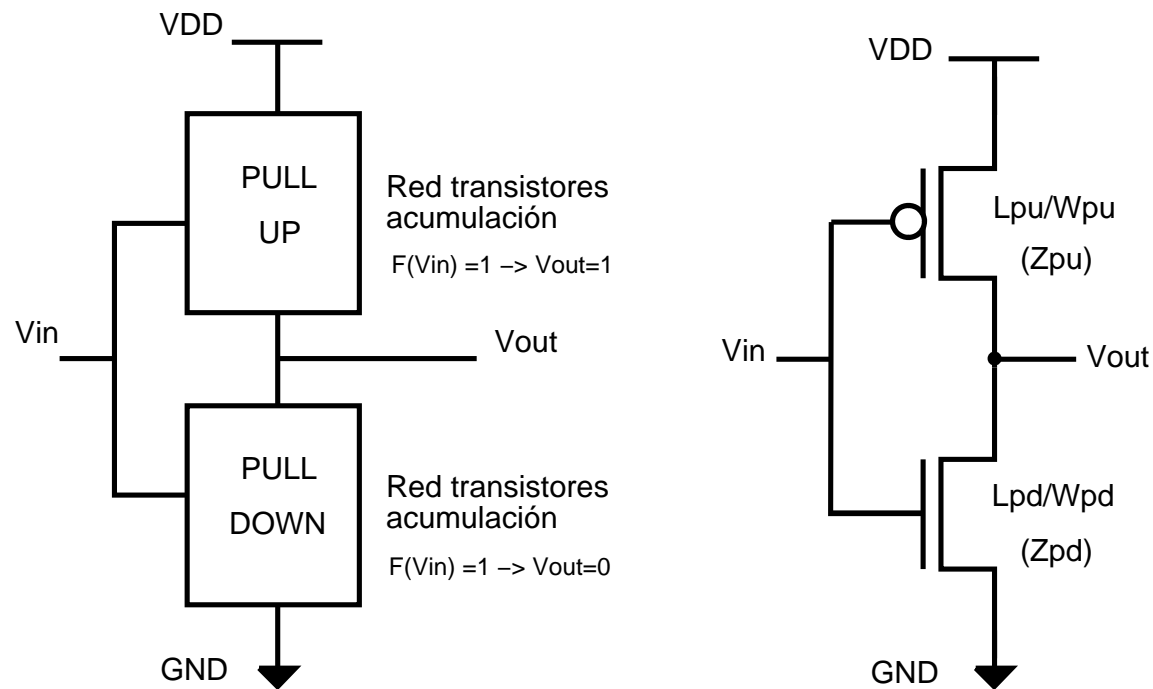 VDD
PULL
UP
Red transistores
acumulación
F(Vin) =1 −> Vout=1
Vin
Vout
PULL
DOWN
Red transistores
acumulación
F(Vin) =1 −> Vout=0
GND
VDD
Lpu/Wpu
(Zpu)
Vin
Vout
Lpd/Wpd
(Zpd)
GND